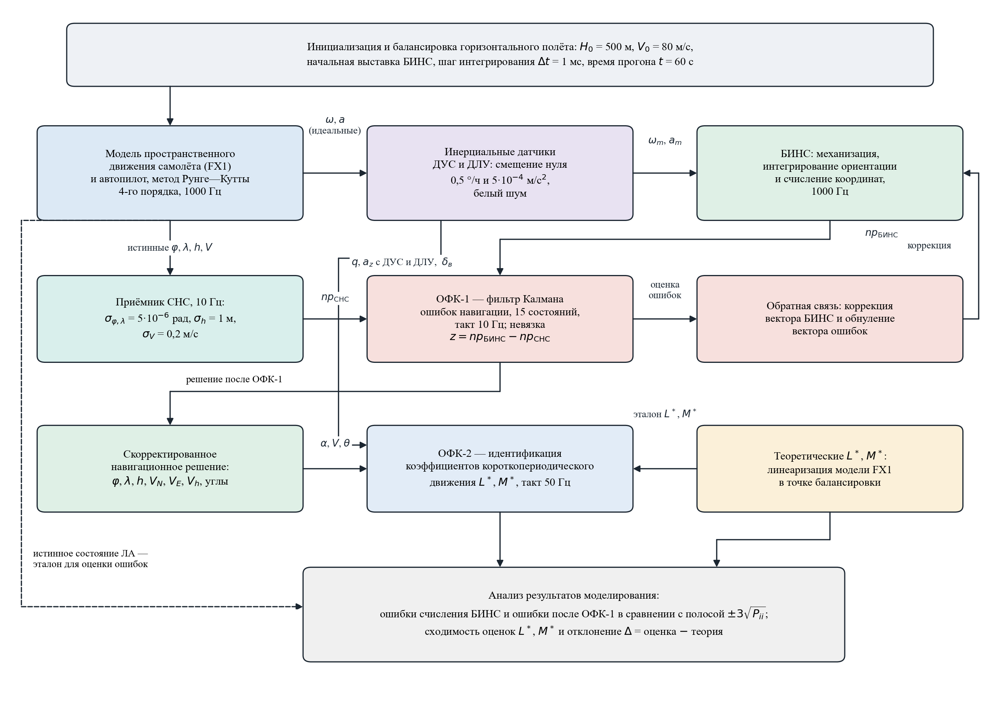 Инициализация и балансировка горизонтального полёта: H₀ = 500 м, V₀ = 80 м/с,
начальная выставка БИНС, шаг интегрирования Δt = 1 мс, время прогона t = 60 с
ω, a
(идеальные)
Модель пространственного
движения самолёта (FX1)
и автопилот, метод Рунге—Кутты
4-го порядка, 1000 Гц
Инерциальные датчики
ДУС и ДЛУ: смещение нуля
0,5 °/ч и 5·10⁻⁴ м/с²,
белый шум
ωₘ, aₘ
БИНС: механизация,
интегрирование ориентации
и счисление координат,
1000 Гц
истинные φ, λ, h, V
q, a_z с ДУС и ДЛУ, δ_в
np_БИНС
коррекция
Приёмник СНС, 10 Гц:
σ_φ,λ = 5·10⁻⁶ рад, σ_h = 1 м,
σ_V = 0,2 м/с
np_СНС
ОФК-1 — фильтр Калмана
ошибок навигации, 15 состояний,
такт 10 Гц; невязка
z = np_БИНС − np_СНС
оценка
ошибок
Обратная связь: коррекция
вектора БИНС и обнуление
вектора ошибок
решение после ОФК-1
эталон L*, M*
Скорректированное
навигационное решение:
φ, λ, h, V_N, V_E, V_h, углы
α, V, θ
ОФК-2 — идентификация
коэффициентов короткопериодического
движения L*, M*, такт 50 Гц
Теоретические L*, M*:
линеаризация модели FX1
в точке балансировки
истинное состояние ЛА —
эталон для оценки ошибок
Анализ результатов моделирования:
ошибки счисления БИНС и ошибки после ОФК-1 в сравнении с полосой ±3√P_ii;
сходимость оценок L*, M* и отклонение Δ = оценка − теория